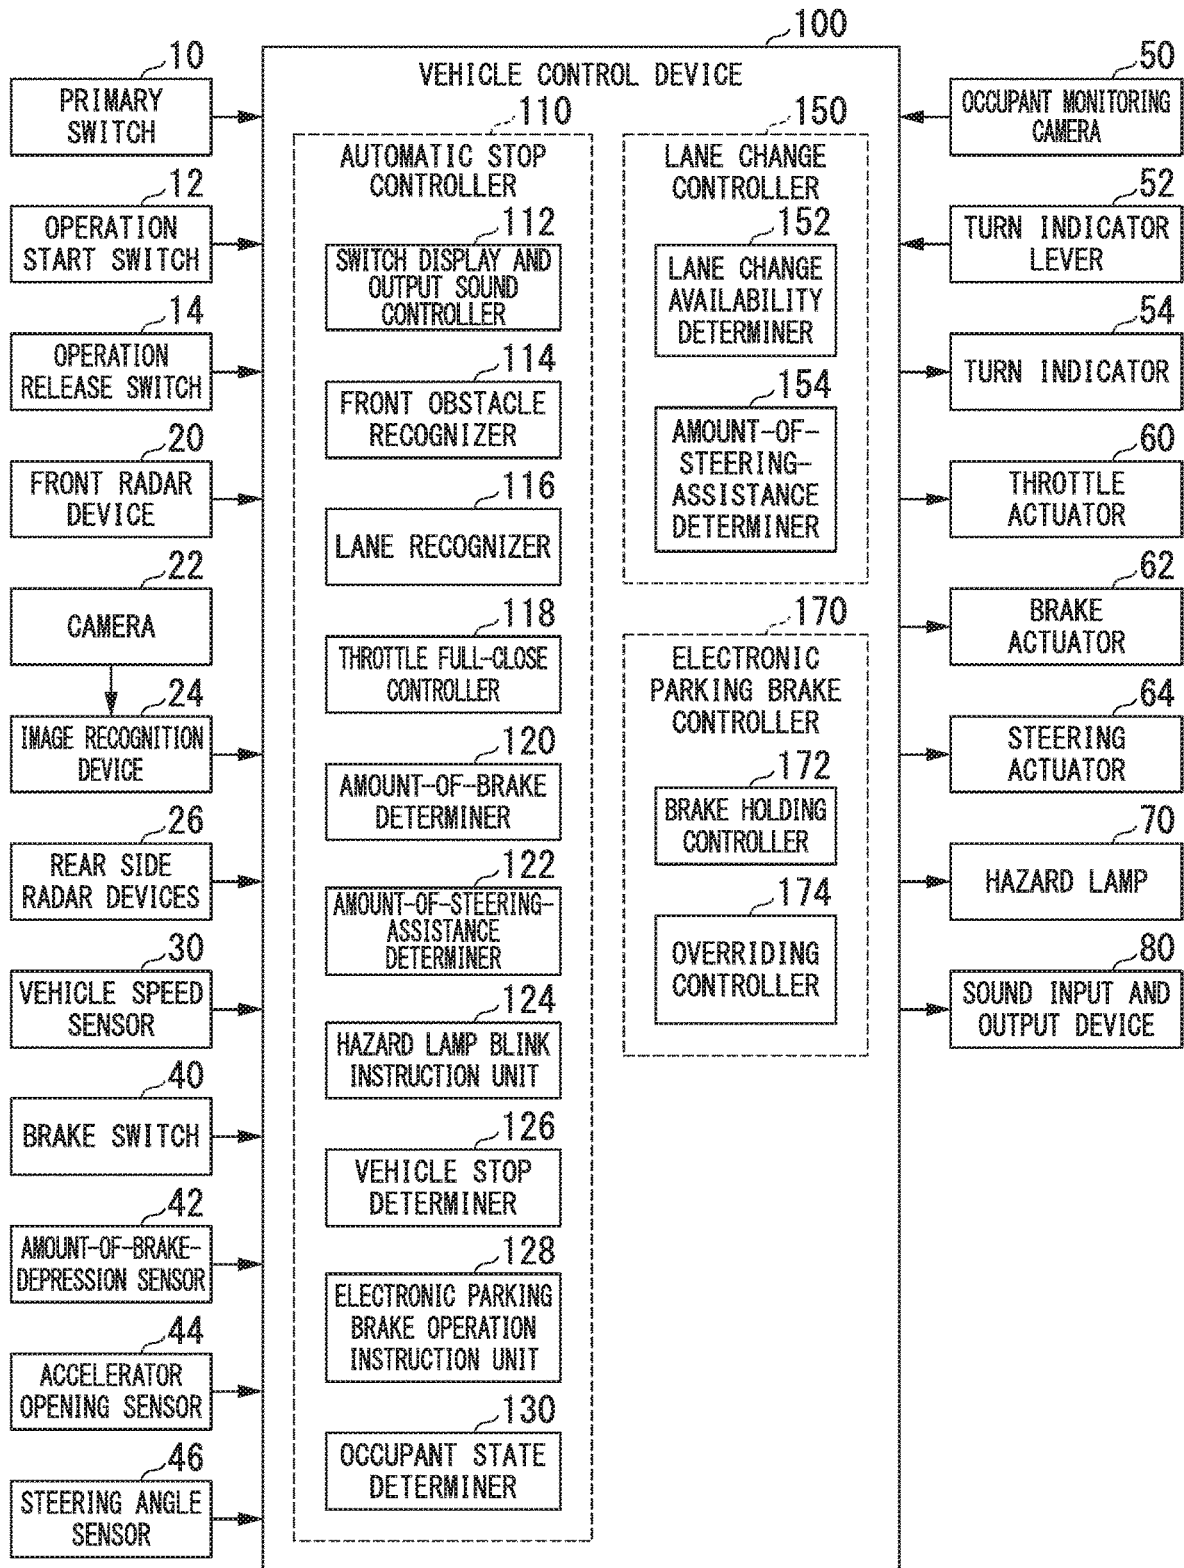 100
VEHICLE CONTROL DEVICE
10
PRIMARY
SWITCH
12
OPERATION
START SWITCH
14
OPERATION
RELEASE SWITCH
20
FRONT RADAR
DEVICE
22
CAMERA
24
IMAGE RECOGNITION
DEVICE
26
REAR SIDE
RADAR DEVICES
30
VEHICLE SPEED
SENSOR
40
BRAKE SWITCH
42
AMOUNT-OF-BRAKE-
DEPRESSION SENSOR
44
ACCELERATOR
OPENING SENSOR
46
STEERING ANGLE
SENSOR
110
AUTOMATIC STOP
CONTROLLER
112
SWITCH DISPLAY AND
OUTPUT SOUND
CONTROLLER
114
FRONT OBSTACLE
RECOGNIZER
116
LANE RECOGNIZER
118
THROTTLE FULL-CLOSE
CONTROLLER
120
AMOUNT-OF-BRAKE
DETERMINER
122
AMOUNT-OF-STEERING-
ASSISTANCE
DETERMINER
124
HAZARD LAMP BLINK
INSTRUCTION UNIT
126
VEHICLE STOP
DETERMINER
128
ELECTRONIC PARKING
BRAKE OPERATION
INSTRUCTION UNIT
130
OCCUPANT STATE
DETERMINER
150
LANE CHANGE
CONTROLLER
152
LANE CHANGE
AVAILABILITY
DETERMINER
154
AMOUNT-OF-
STEERING-
ASSISTANCE
DETERMINER
170
ELECTRONIC
PARKING BRAKE
CONTROLLER
172
BRAKE HOLDING
CONTROLLER
174
OVERRIDING
CONTROLLER
50
OCCUPANT MONITORING
CAMERA
52
TURN INDICATOR
LEVER
54
TURN INDICATOR
60
THROTTLE
ACTUATOR
62
BRAKE
ACTUATOR
64
STEERING
ACTUATOR
70
HAZARD LAMP
80
SOUND INPUT AND
OUTPUT DEVICE